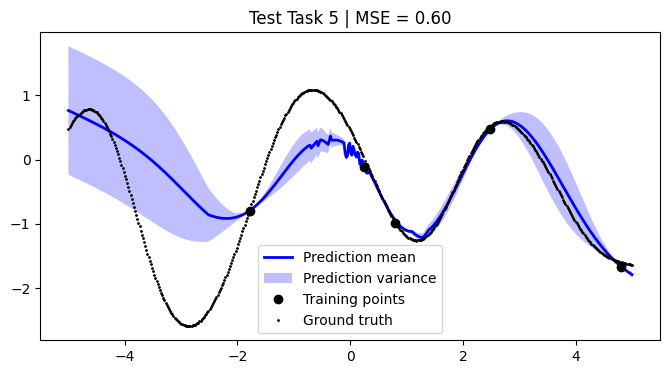 Test Task 5 | MSE = 0.60
1
0
−1
−2
Prediction mean
Prediction variance
Training points
Ground truth
−4 −2 0 2 4